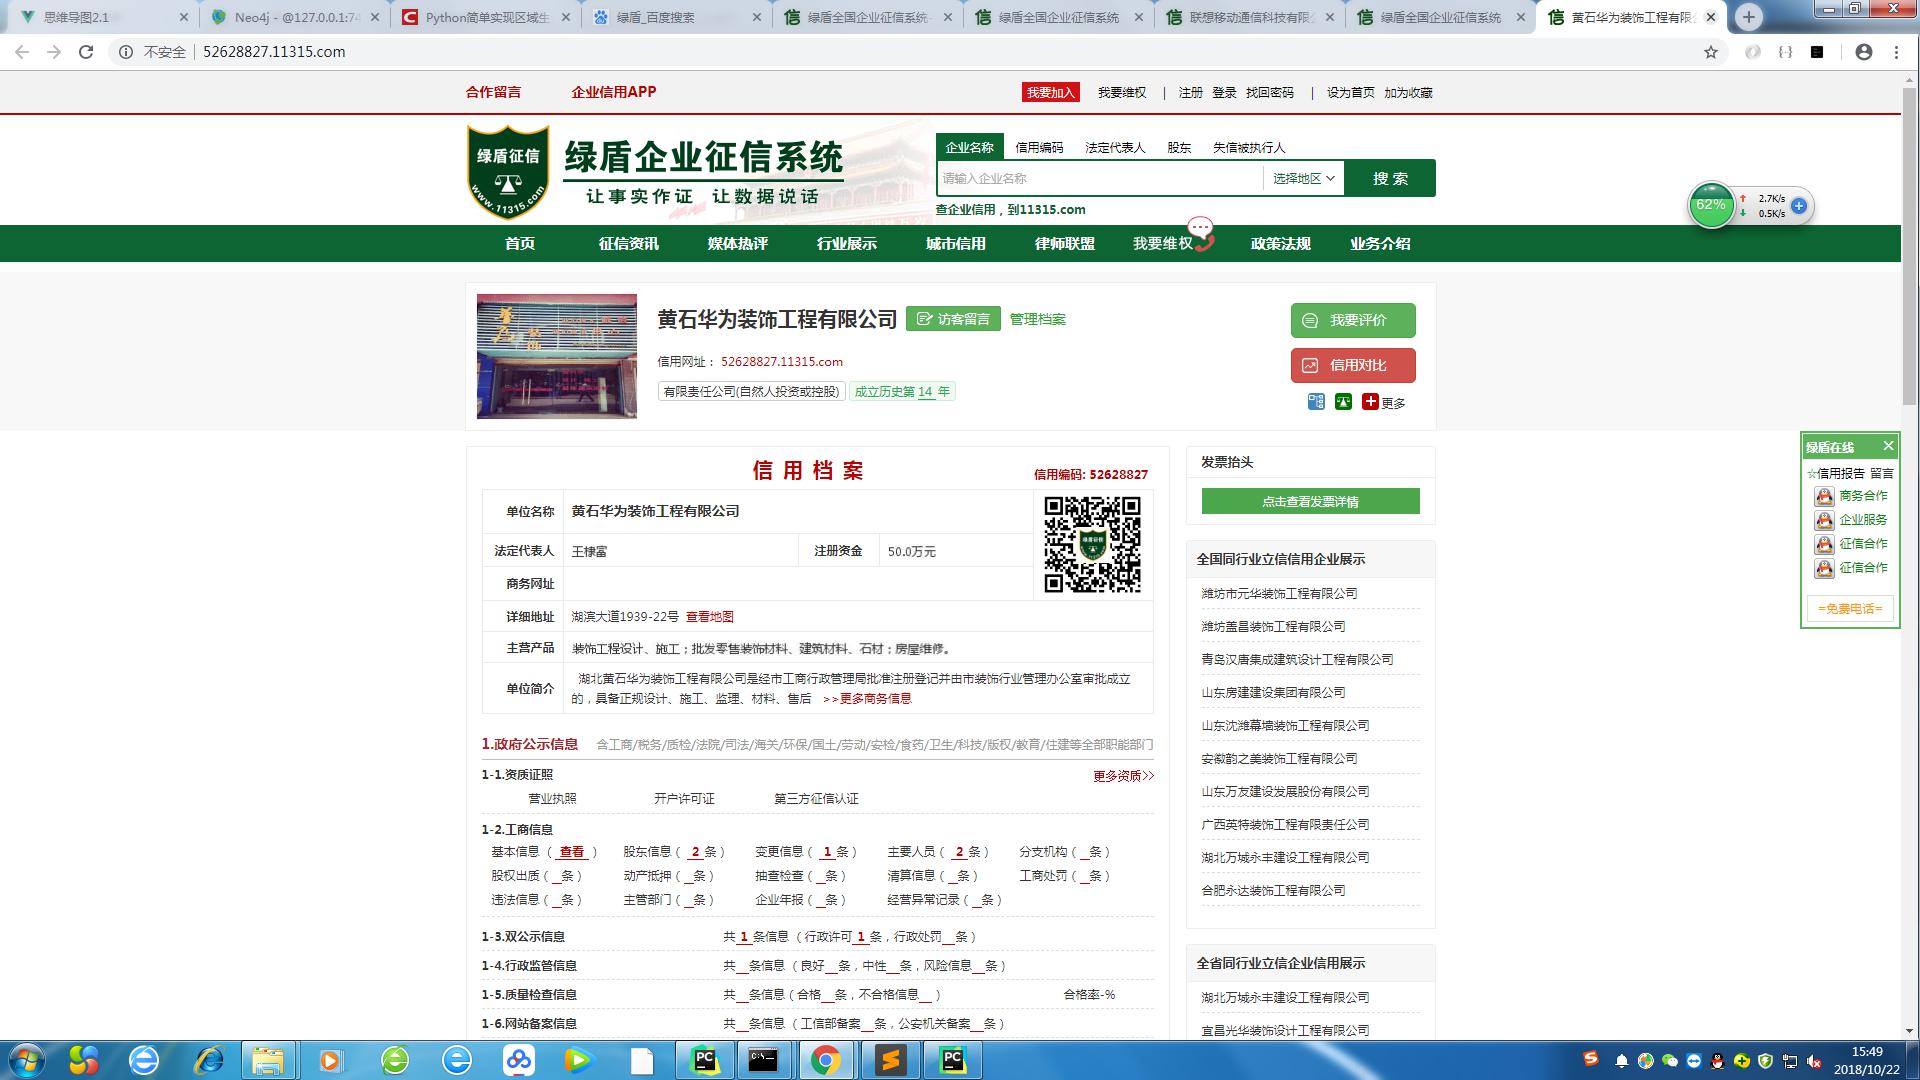 思维导图2.1
Neo4j - @127.0.0.1:74
Python简单实现区域生
绿盾_百度搜索
绿盾全国企业征信系统-
绿盾全国企业征信系统
联想移动通信科技有限公
绿盾全国企业征信系统
黄石华为装饰工程有限公
不安全 52628827.11315.com
合作留言 企业信用APP 我要加入 我要维权 | 注册 登录 找回密码 | 设为首页 加为收藏
绿盾征信
www.11315.com
绿盾企业征信系统
让事实作证 让数据说话
企业名称 信用编码 法定代表人 股东 失信被执行人
请输入企业名称 选择地区 搜 索
查企业信用，到11315.com
62% 2.7K/s
0.5K/s
首页 征信资讯 媒体热评 行业展示 城市信用 律师联盟 我要维权 政策法规 业务介绍
黄石华为装饰工程有限公司 访客留言 管理档案
信用网址： 52628827.11315.com
有限责任公司(自然人投资或控股) 成立历史第 14 年
我要评价
信用对比
更多
信 用 档 案 信用编码: 52628827
单位名称 黄石华为装饰工程有限公司
法定代表人 王棣富 注册资金 50.0万元
商务网址
详细地址 湖滨大道1939-22号 查看地图
主营产品 装饰工程设计、施工；批发零售装饰材料、建筑材料、石材；房屋维修。
单位简介 湖北黄石华为装饰工程有限公司是经市工商行政管理局批准注册登记并由市装饰行业管理办公室审批成立
的，具备正规设计、施工、监理、材料、售后 >>更多商务信息
1.政府公示信息 含工商/税务/质检/法院/司法/海关/环保/国土/劳动/安检/食药/卫生/科技/版权/教育/住建等全部职能部门
1-1.资质证照 更多资质>>
营业执照 开户许可证 第三方征信认证
1-2.工商信息
基本信息（ 查看 ） 股东信息（ 2 条） 变更信息（ 1 条） 主要人员（ 2 条） 分支机构（_条）
股权出质（_条） 动产抵押（_条） 抽查检查（_条） 清算信息（_条） 工商处罚（_条）
违法信息（_条） 主管部门（_条） 企业年报（_条） 经营异常记录（_条）
1-3.双公示信息 共 1 条信息 （ 行政许可 1 条，行政处罚__条 ）
1-4.行政监管信息 共__条信息 （ 良好__条，中性__条，风险信息__条 ）
1-5.质量检查信息 共__条信息（ 合格__条，不合格信息__ ） 合格率-%
1-6.网站备案信息 共__条信息 （ 工信部备案__条，公安机关备案__条 ）
发票抬头
点击查看发票详情
全国同行业立信信用企业展示
潍坊市元华装饰工程有限公司
潍坊盖昌装饰工程有限公司
青岛汉唐集成建筑设计工程有限公司
山东房建建设集团有限公司
山东沈潍幕墙装饰工程有限公司
安徽韵之美装饰工程有限公司
山东万友建设发展股份有限公司
广西英特装饰工程有限责任公司
湖北万城永丰建设工程有限公司
合肥永达装饰工程有限公司
全省同行业立信企业信用展示
湖北万城永丰建设工程有限公司
宜昌光华装饰设计工程有限公司
绿盾在线
☆信用报告 留言
商务合作
企业服务
征信合作
征信合作
=免费电话=
15:49
2018/10/22